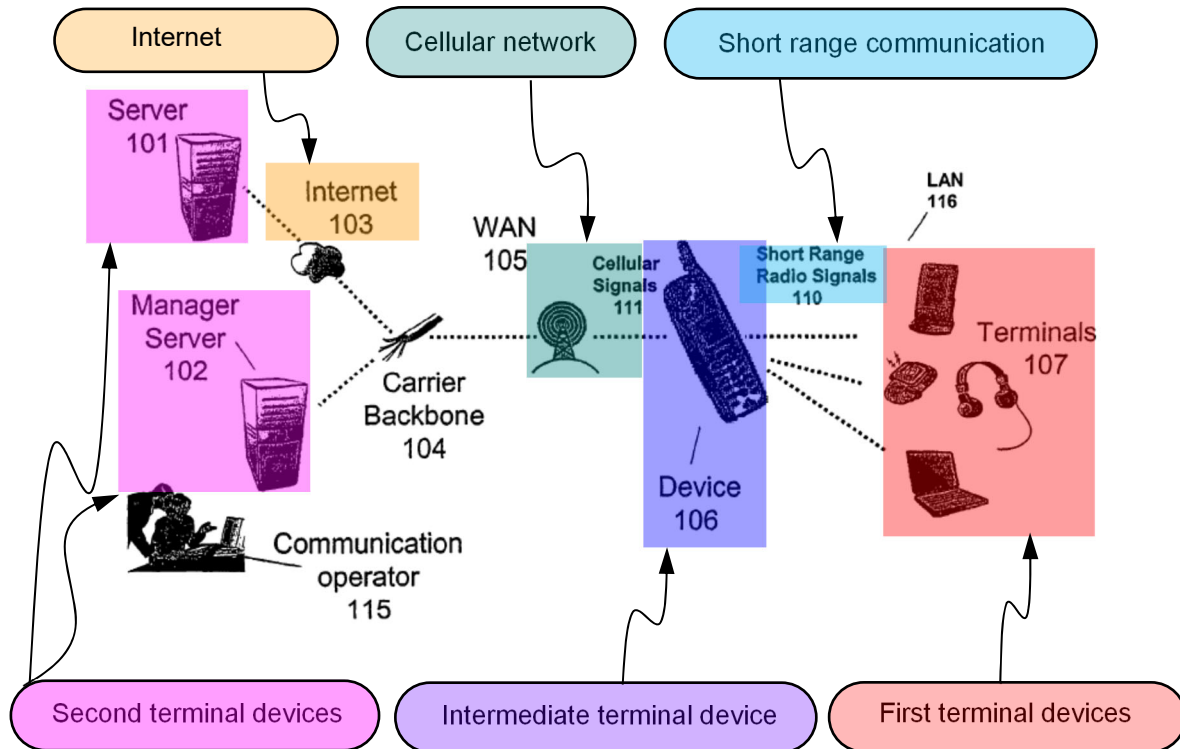 Internet
Cellular network
Short range communication
Server
101
Internet
103
LAN
116
WAN
105
Cellular
Signals
111
Short Range
Radio Signals
110
Manager
Server
102
Terminals
107
Carrier
Backbone
104
Device
106
Communication
operator
115
Second terminal devices
Intermediate terminal device
First terminal devices